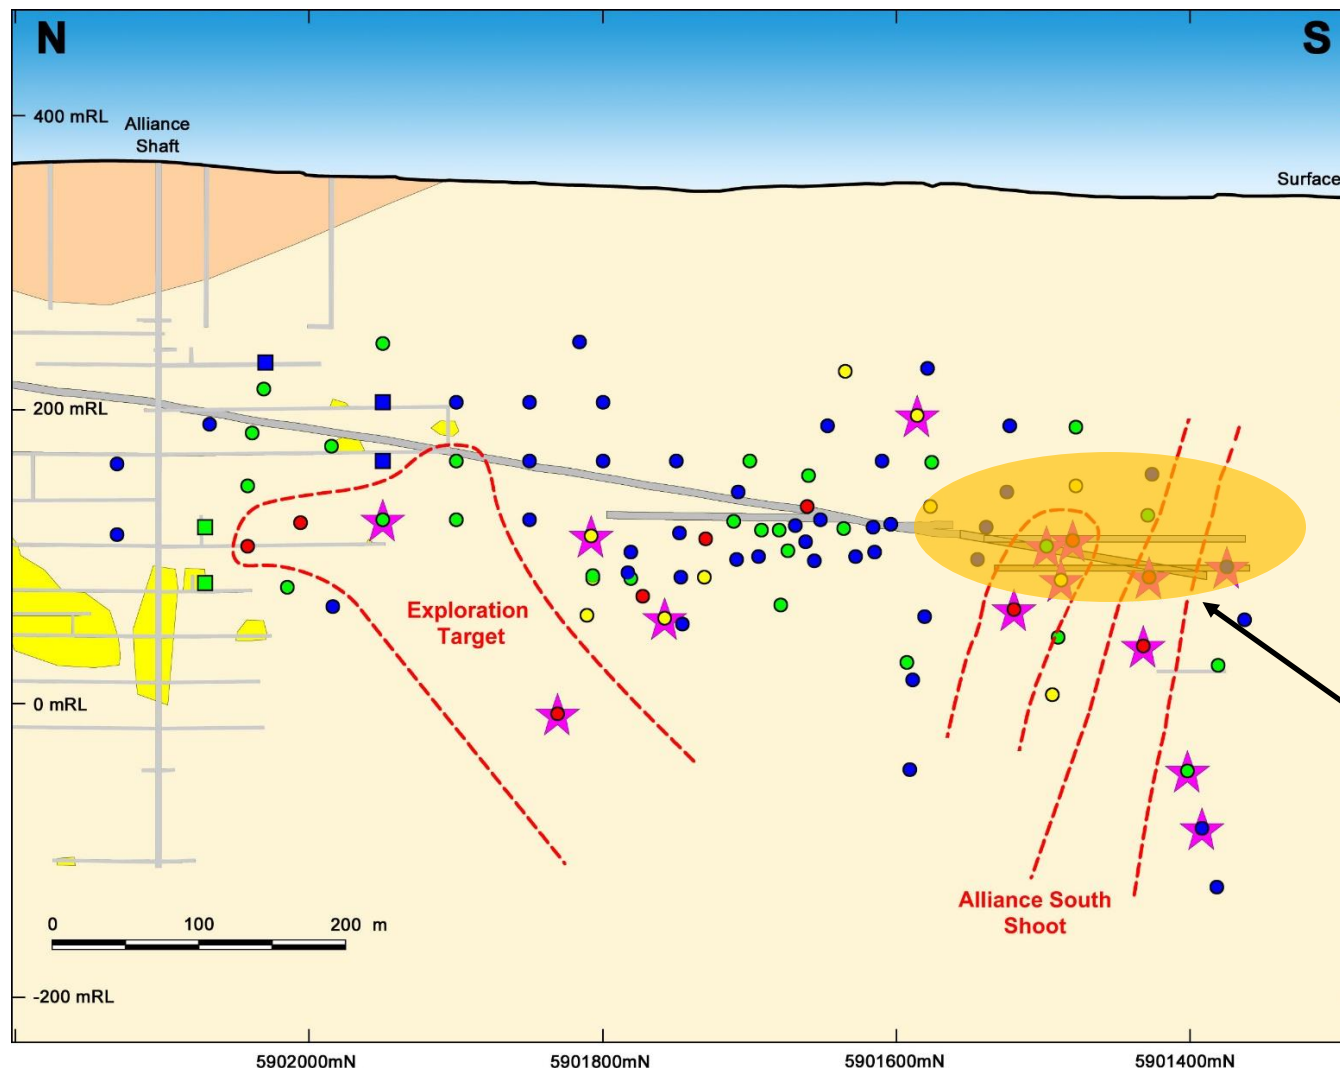 N
S
400 mRL
Alliance
Shaft
Surface
200 mRL
Exploration
Target
0 mRL
Alliance South
Shoot
0 100 200 m
-200 mRL
5902000mN 5901800mN 5901600mN 5901400mN